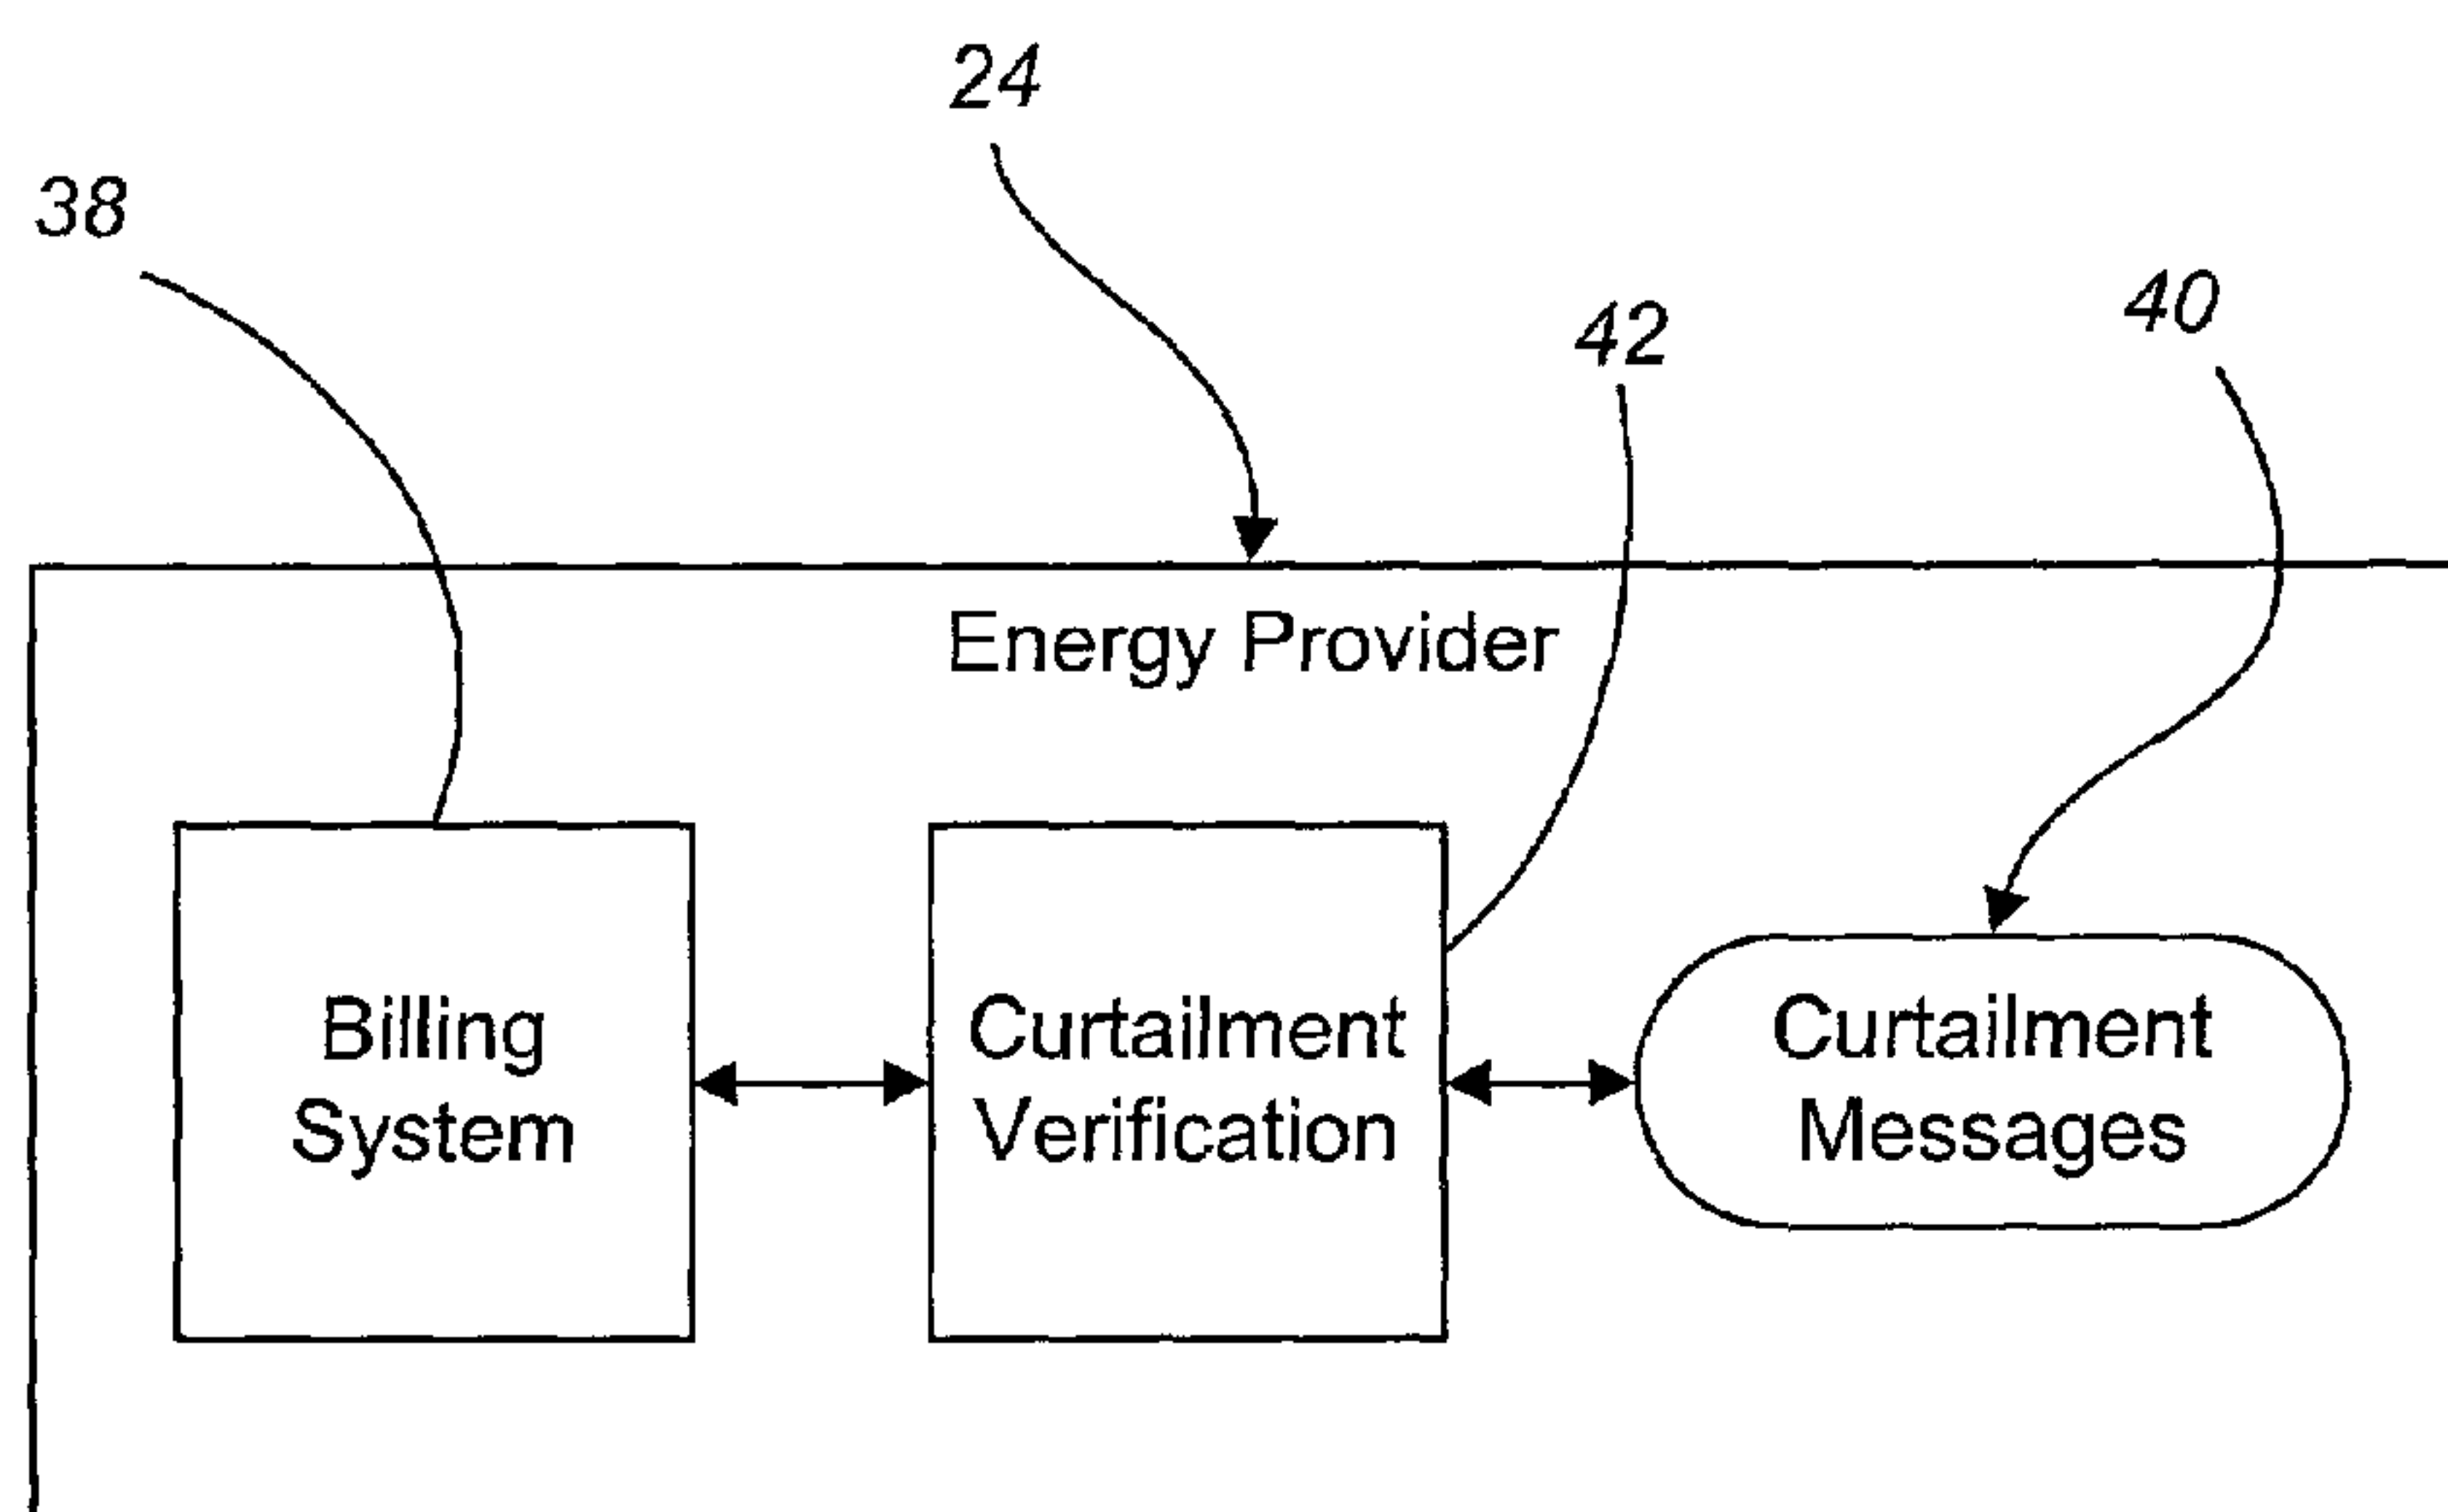 24
38
42
40
Energy Provider
Billing
System
Curtailment
Verification
Curtailment
Messages